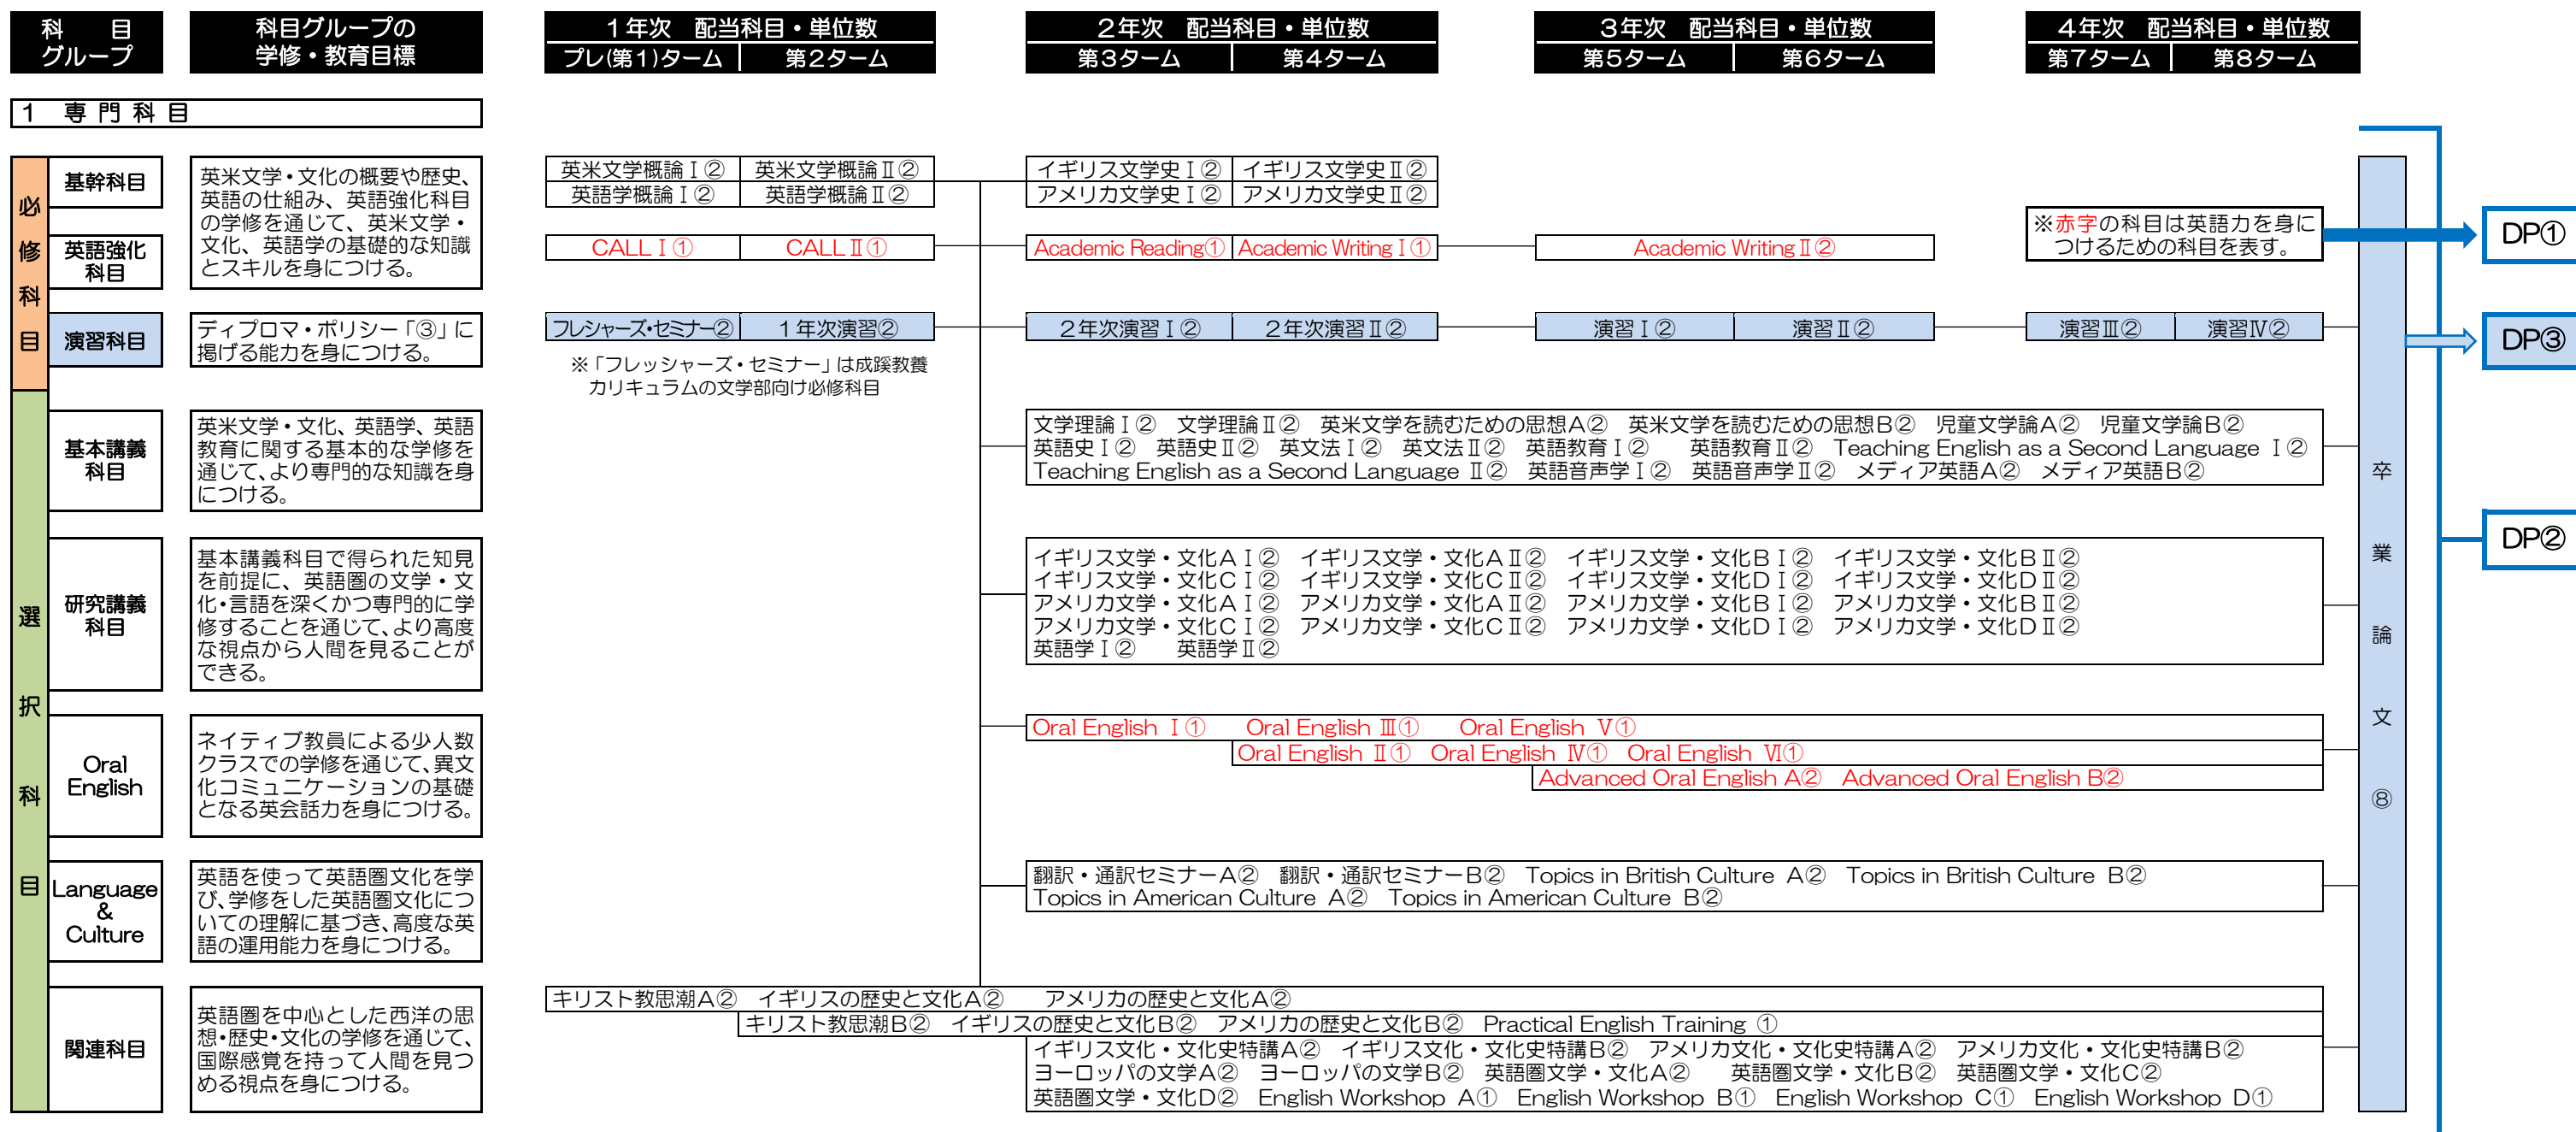 科　目
グループ
科目グループの
学修・教育目標
１年次　配当科目・単位数
プレ(第１)ターム　第２ターム
２年次　配当科目・単位数
第３ターム　第４ターム
３年次　配当科目・単位数
第５ターム　第６ターム
４年次　配当科目・単位数
第７ターム　第８ターム
１　専 門 科 目
必修科目
基幹科目
英語強化
科目
英米文学・文化の概要や歴史、
英語の仕組み、英語強化科目
の学修を通じて、英米文学・
文化、英語学の基礎的な知識
とスキルを身につける。
英米文学概論Ⅰ②　英米文学概論Ⅱ②
英語学概論Ⅰ②　英語学概論Ⅱ②
イギリス文学史Ⅰ②　イギリス文学史Ⅱ②
アメリカ文学史Ⅰ②　アメリカ文学史Ⅱ②
CALLⅠ①　CALLⅡ①
Academic Reading①　Academic WritingⅠ①
Academic WritingⅡ②
※赤字の科目は英語力を身に
つけるための科目を表す。
DP①
演習科目
ディプロマ・ポリシー「③」に
掲げる能力を身につける。
フレシャーズ・セミナー②　１年次演習②
２年次演習Ⅰ②　２年次演習Ⅱ②
演習Ⅰ②　演習Ⅱ②
演習Ⅲ②　演習Ⅳ②
DP③
※「フレッシャーズ・セミナー」は成蹊教養
カリキュラムの文学部向け必修科目
選択科目
基本講義
科目
英米文学・文化、英語学、英語
教育に関する基本的な学修を
通じて、より専門的な知識を身
につける。
文学理論Ⅰ②　文学理論Ⅱ②　英米文学を読むための思想Ａ②　英米文学を読むための思想Ｂ②　児童文学論Ａ②　児童文学論Ｂ②
英語史Ⅰ②　英語史Ⅱ②　英文法Ⅰ②　英文法Ⅱ②　英語教育Ⅰ②　英語教育Ⅱ②　Teaching English as a Second Language Ⅰ②
Teaching English as a Second Language Ⅱ②　英語音声学Ⅰ②　英語音声学Ⅱ②　メディア英語Ａ②　メディア英語Ｂ②
卒業論文⑧
DP②
研究講義
科目
基本講義科目で得られた知見
を前提に、英語圏の文学・文
化・言語を深くかつ専門的に学
修することを通じて、より高度
な視点から人間を見ることが
できる。
イギリス文学・文化ＡⅠ②　イギリス文学・文化ＡⅡ②　イギリス文学・文化ＢⅠ②　イギリス文学・文化ＢⅡ②
イギリス文学・文化ＣⅠ②　イギリス文学・文化ＣⅡ②　イギリス文学・文化ＤⅠ②　イギリス文学・文化ＤⅡ②
アメリカ文学・文化ＡⅠ②　アメリカ文学・文化ＡⅡ②　アメリカ文学・文化ＢⅠ②　アメリカ文学・文化ＢⅡ②
アメリカ文学・文化ＣⅠ②　アメリカ文学・文化ＣⅡ②　アメリカ文学・文化ＤⅠ②　アメリカ文学・文化ＤⅡ②
英語学Ⅰ②　英語学Ⅱ②
Oral
English
ネイティブ教員による少人数
クラスでの学修を通じて、異文
化コミュニケーションの基礎
となる英会話力を身につける。
Oral English Ⅰ①　Oral English Ⅲ①　Oral English Ⅴ①
Oral English Ⅱ①　Oral English Ⅳ①　Oral English Ⅵ①
Advanced Oral English A②　Advanced Oral English B②
Language
&
Culture
英語を使って英語圏文化を学
び、学修をした英語圏文化につ
いての理解に基づき、高度な英
語の運用能力を身につける。
翻訳・通訳セミナーＡ②　翻訳・通訳セミナーＢ②　Topics in British Culture A②　Topics in British Culture B②
Topics in American Culture A②　Topics in American Culture B②
関連科目
英語圏を中心とした西洋の思
想・歴史・文化の学修を通じて、
国際感覚を持って人間を見つ
める視点を身につける。
キリスト教思潮Ａ②　イギリスの歴史と文化Ａ②　アメリカの歴史と文化Ａ②
キリスト教思潮Ｂ②　イギリスの歴史と文化Ｂ②　アメリカの歴史と文化Ｂ②　Practical English Training ①
イギリス文化・文化史特講Ａ②　イギリス文化・文化史特講Ｂ②　アメリカ文化・文化史特講Ａ②　アメリカ文化・文化史特講Ｂ②
ヨーロッパの文学Ａ②　ヨーロッパの文学Ｂ②　英語圏文学・文化Ａ②　英語圏文学・文化Ｂ②　英語圏文学・文化Ｃ②
英語圏文学・文化Ｄ②　English Workshop A①　English Workshop B①　English Workshop C①　English Workshop D①